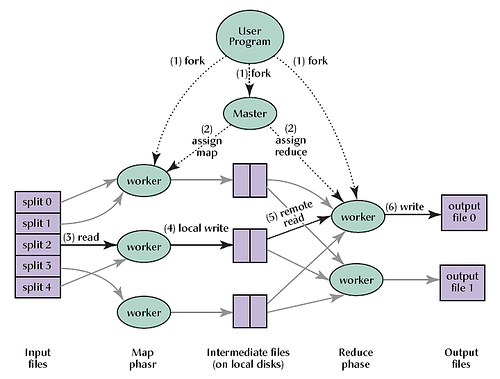 User
Program
(1) fork
(1) fork
(1) fork
Master
(2)
assign
map
(2)
assign
reduce
worker
split 0
split 1
split 2
split 3
split 4
(3) read
worker
(4) local write
(5) remote
read
worker
(6) write
output
file 0
worker
output
file 1
worker
Input
files
Map
phasr
Intermediate files
(on local disks)
Reduce
phase
Output
files